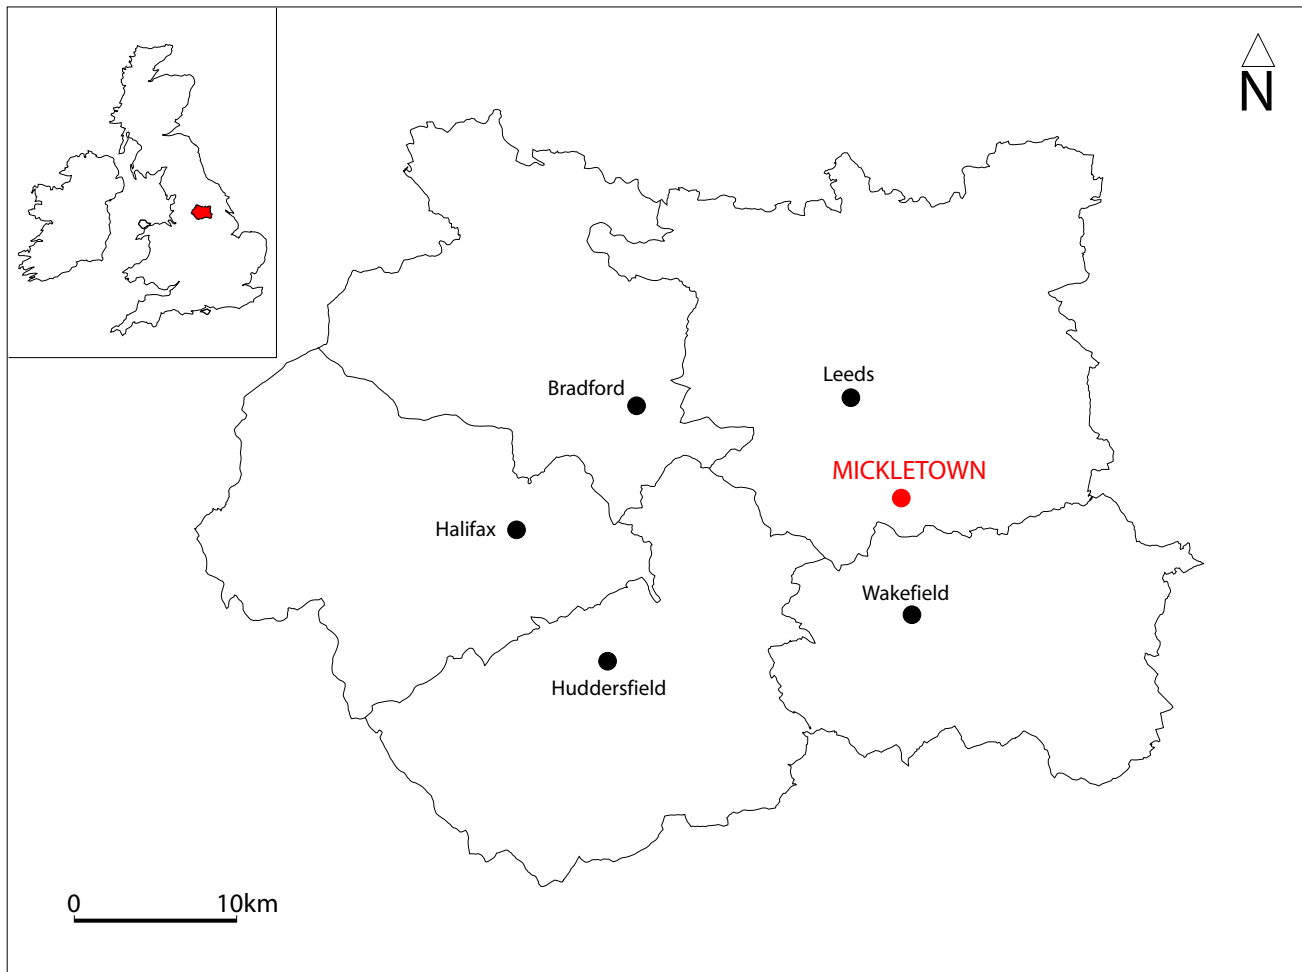 N
Leeds
Bradford
MICKLETOWN
Halifax
Wakefield
Huddersfield
0 10km